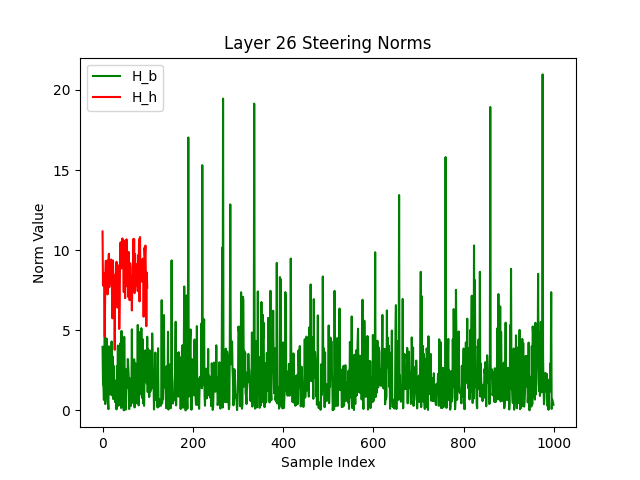 Layer 26 Steering Norms
H_b
H_h
Norm Value
20
15
10
5
0
0 200 400 600 800 1000
Sample Index